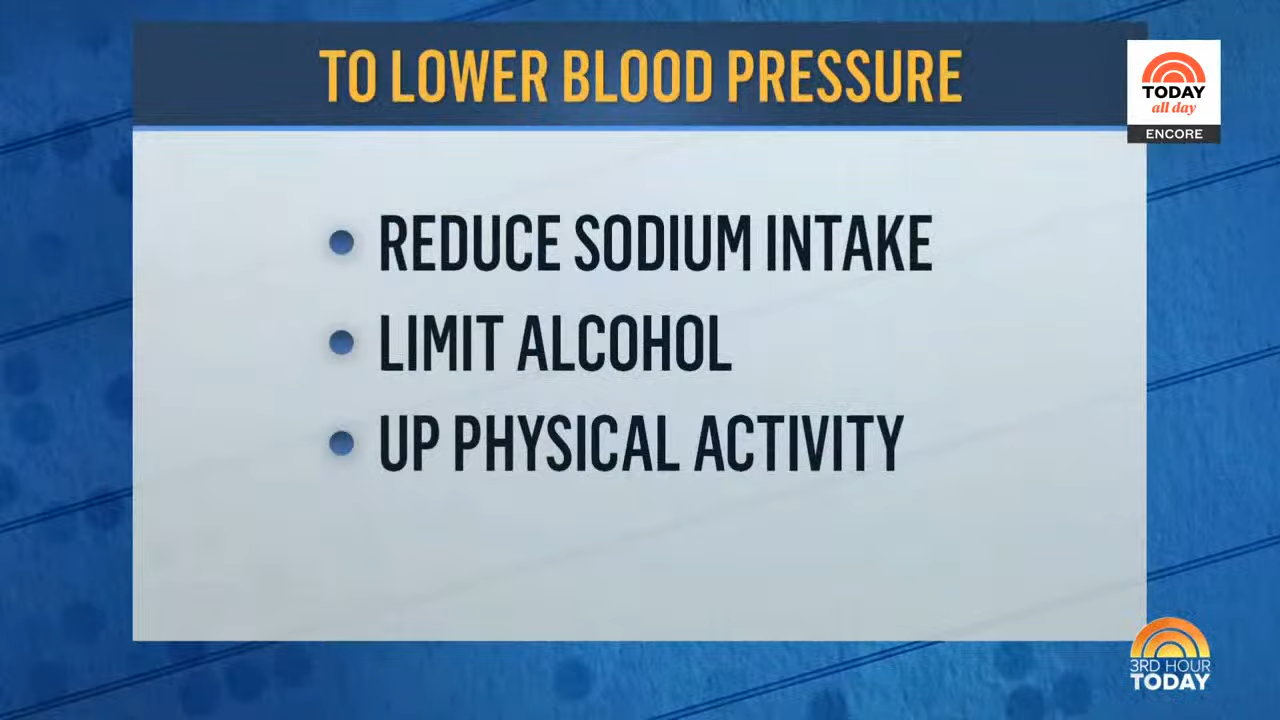 TO LOWER BLOOD PRESSURE
TODAY
all day
ENCORE
• REDUCE SODIUM INTAKE
• LIMIT ALCOHOL
• UP PHYSICAL ACTIVITY
3RD HOUR
TODAY